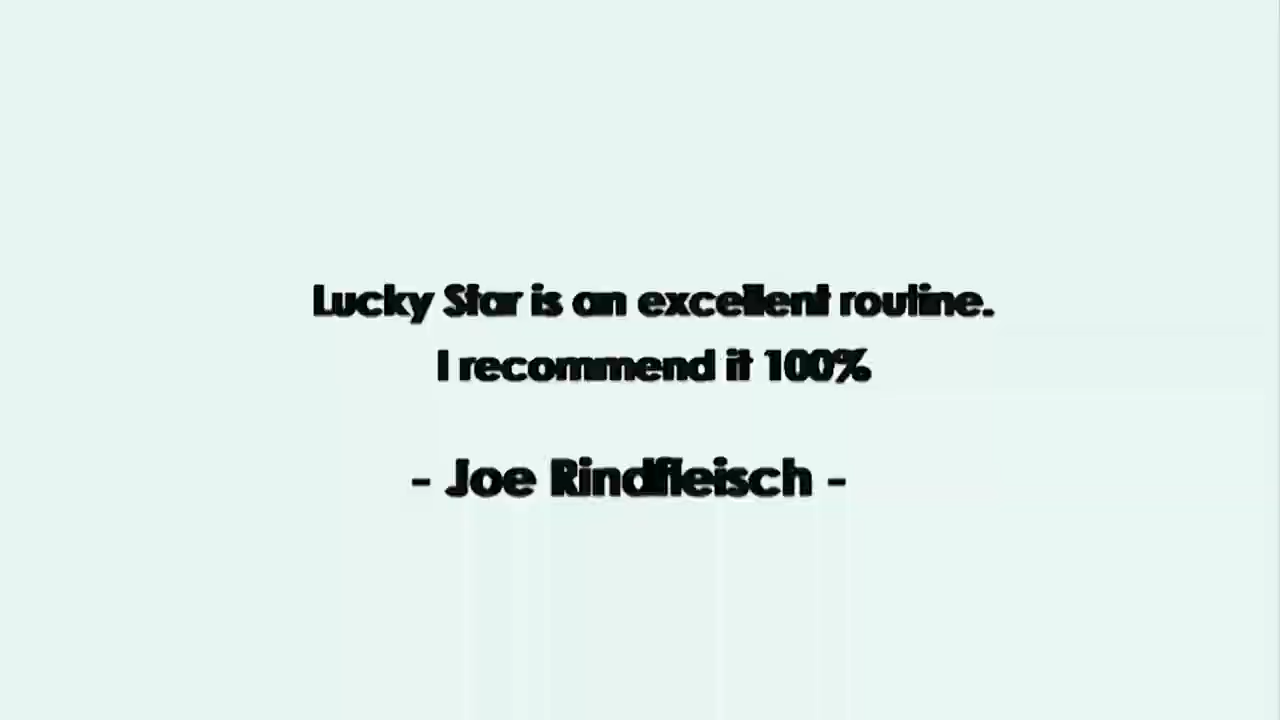 Lucky Star is an excellent routine.
I recommend it 100%
- Joe Rindfleisch -